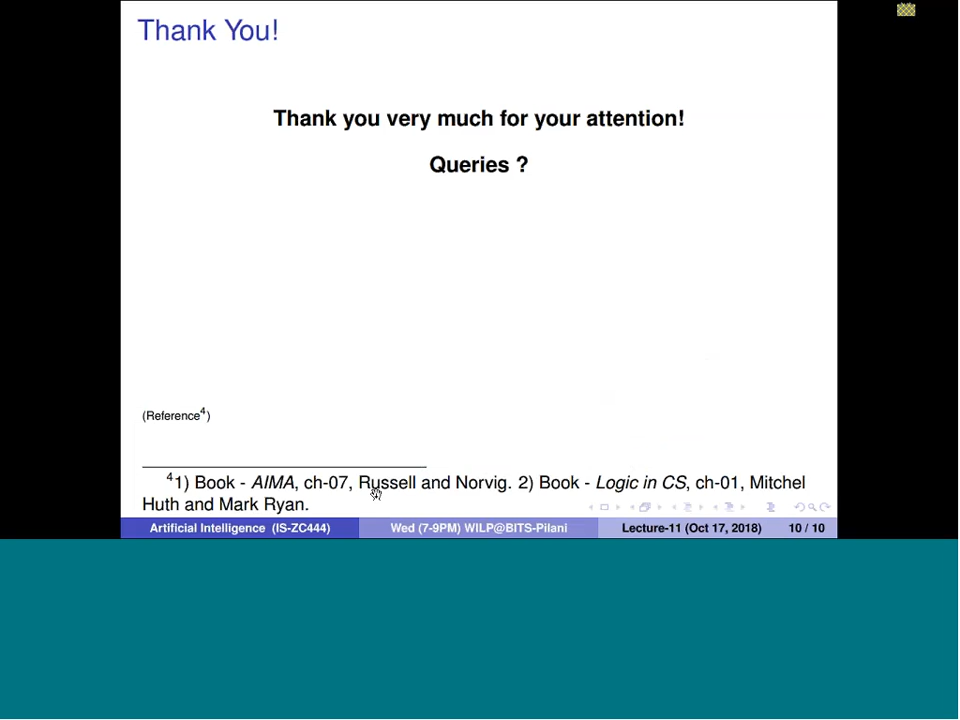 Thank You!
Thank you very much for your attention!
Queries ?
(Reference4)
41) Book - AIMA, ch-07, Russell and Norvig. 2) Book - Logic in CS, ch-01, Mitchel
Huth and Mark Ryan.
Artificial Intelligence (IS-ZC444) Wed (7-9PM) WILP@BITS-Pilani Lecture-11 (Oct 17, 2018) 10 / 10